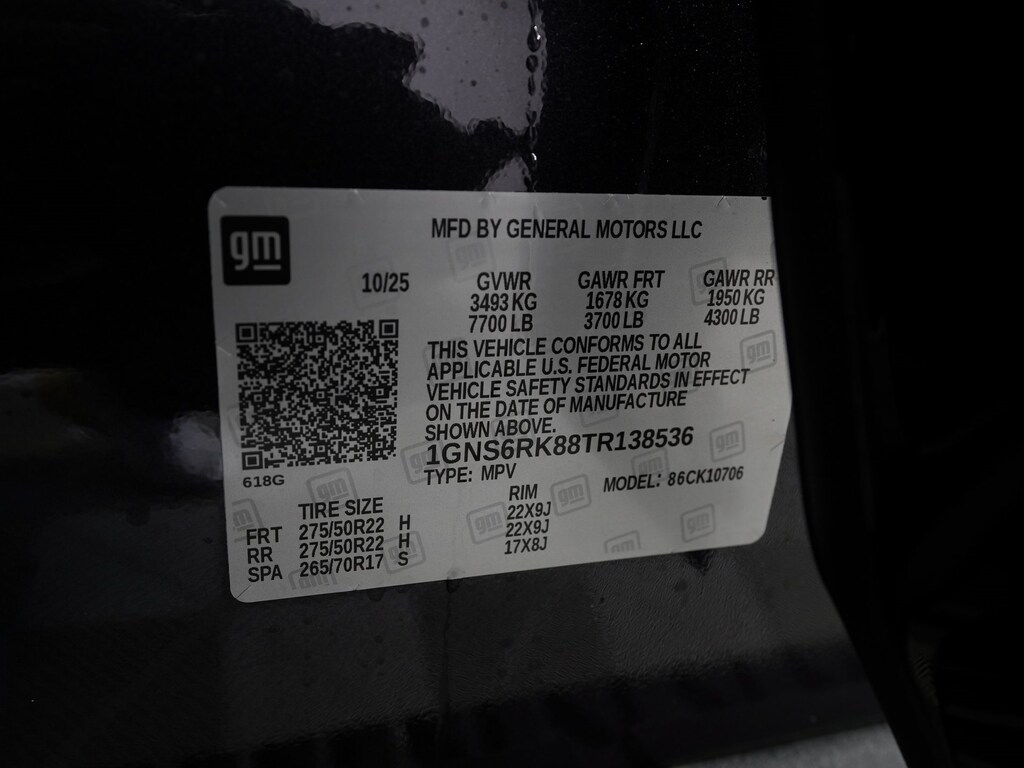 gm
MFD BY GENERAL MOTORS LLC
10/25 GVWR GAWR FRT GAWR RR
3493 KG 1678 KG 1950 KG
7700 LB 3700 LB 4300 LB
THIS VEHICLE CONFORMS TO ALL
APPLICABLE U.S. FEDERAL MOTOR
VEHICLE SAFETY STANDARDS IN EFFECT
ON THE DATE OF MANUFACTURE
SHOWN ABOVE.
1GNS6RK88TR138536
618G
TYPE: MPV MODEL: 86CK10706
TIRE SIZE RIM
FRT 275/50R22 H 22X9J
RR 275/50R22 H 22X9J
SPA 265/70R17 S 17X8J